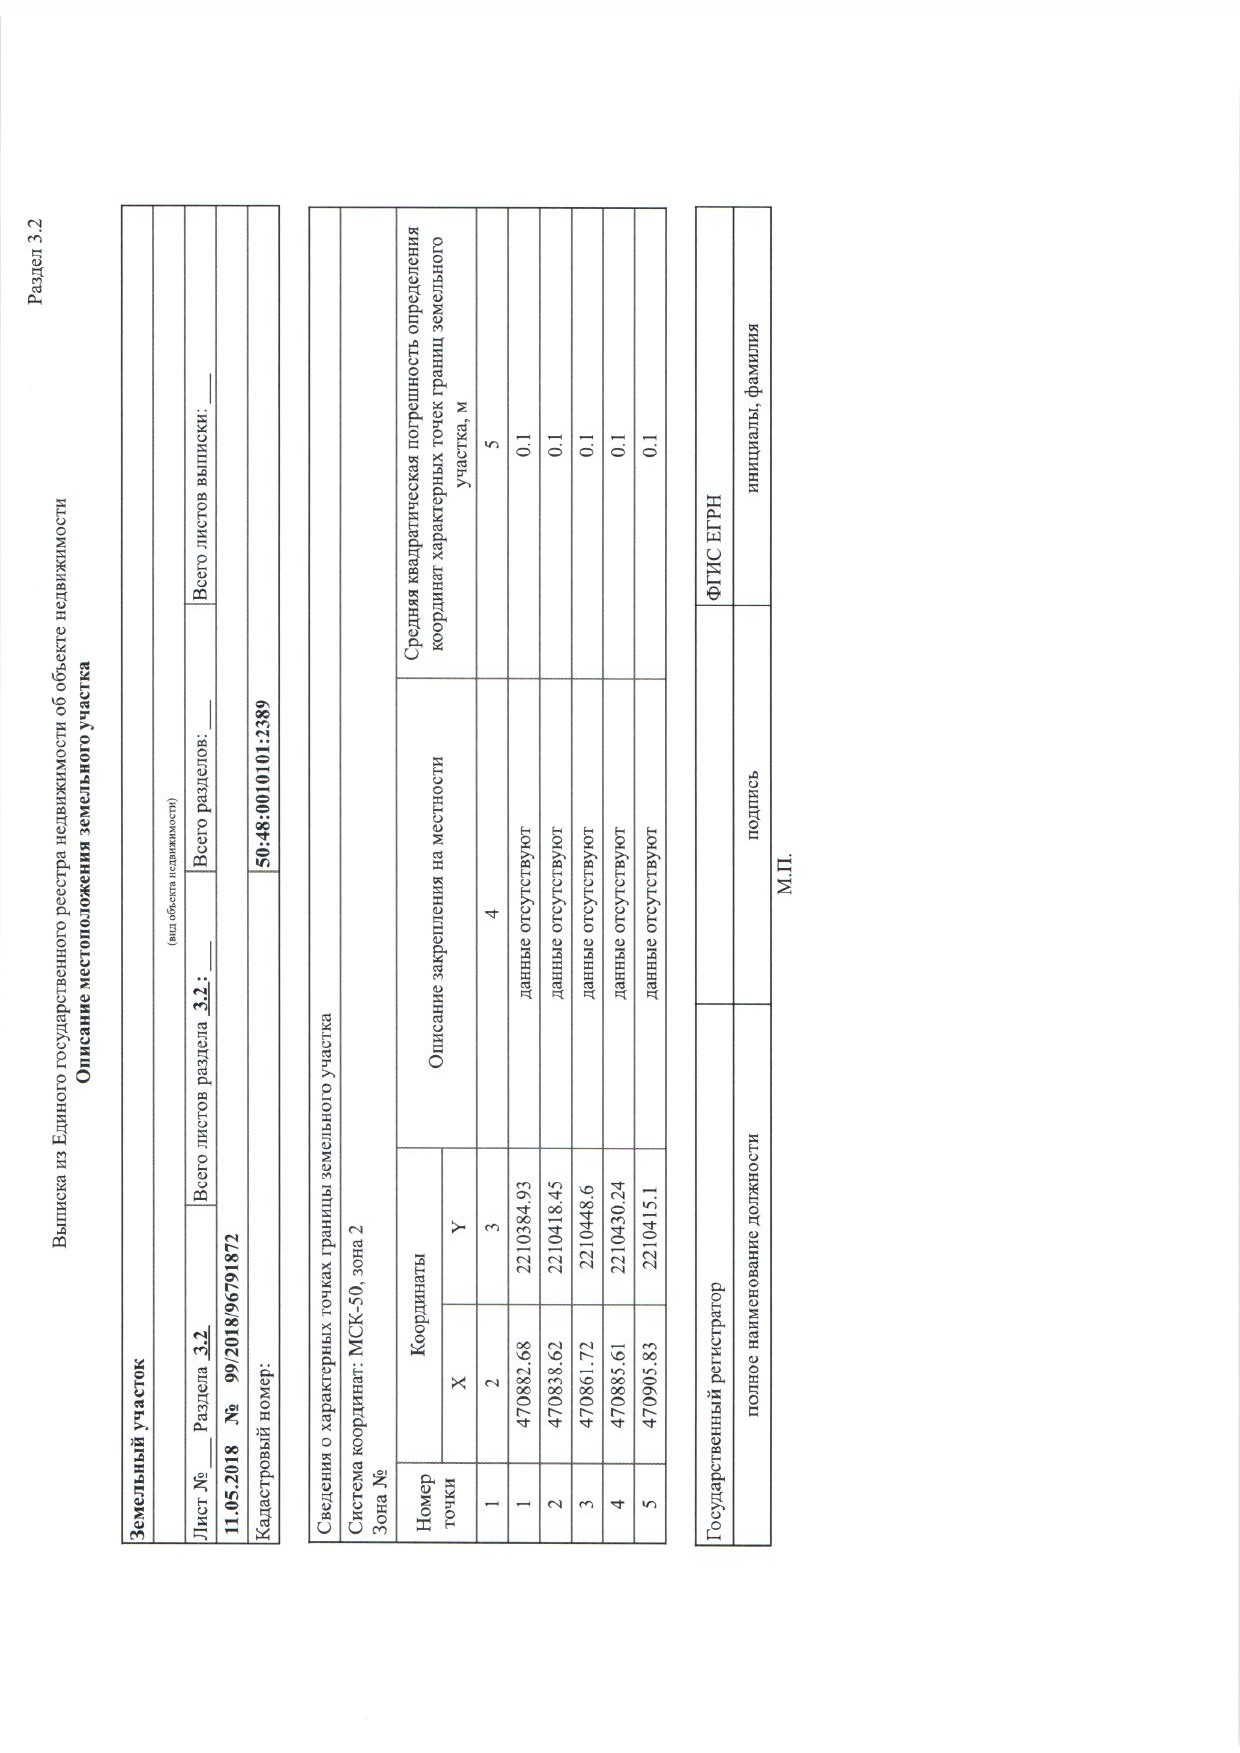 Раздел 3.2
Выписка из Единого государственного реестра недвижимости об объекте недвижимости
Описание местоположения земельного участка
Земельный участок
(вид объекта недвижимости)
Лист № ___ Раздела 3.2 Всего листов раздела 3.2 : ___ Всего разделов: ___ Всего листов выписки: ___
11.05.2018 № 99/2018/96791872
Кадастровый номер: 50:48:0010101:2389
Сведения о характерных точках границы земельного участка
Система координат: МСК-50, зона 2
Зона №
Номер точки Координаты Описание закрепления на местности Средняя квадратическая погрешность определения координат характерных точек границ земельного участка, м
X Y
1 2 3 4 5
1 470882.68 2210384.93 данные отсутствуют 0.1
2 470838.62 2210418.45 данные отсутствуют 0.1
3 470861.72 2210448.6 данные отсутствуют 0.1
4 470885.61 2210430.24 данные отсутствуют 0.1
5 470905.83 2210415.1 данные отсутствуют 0.1
Государственный регистратор ФГИС ЕГРН
полное наименование должности подпись инициалы, фамилия
М.П.